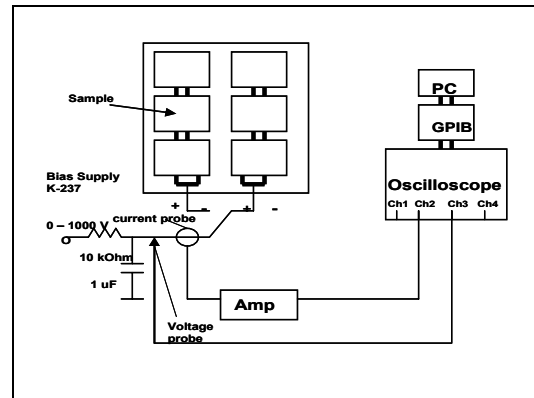 PC
GPIB
Oscilloscope
Ch1 Ch2 Ch3 Ch4
Sample
Bias Supply
K-237
+ - + -
current probe
0 – 1000 V
10 kOhm
1 uF
Amp
Voltage
probe